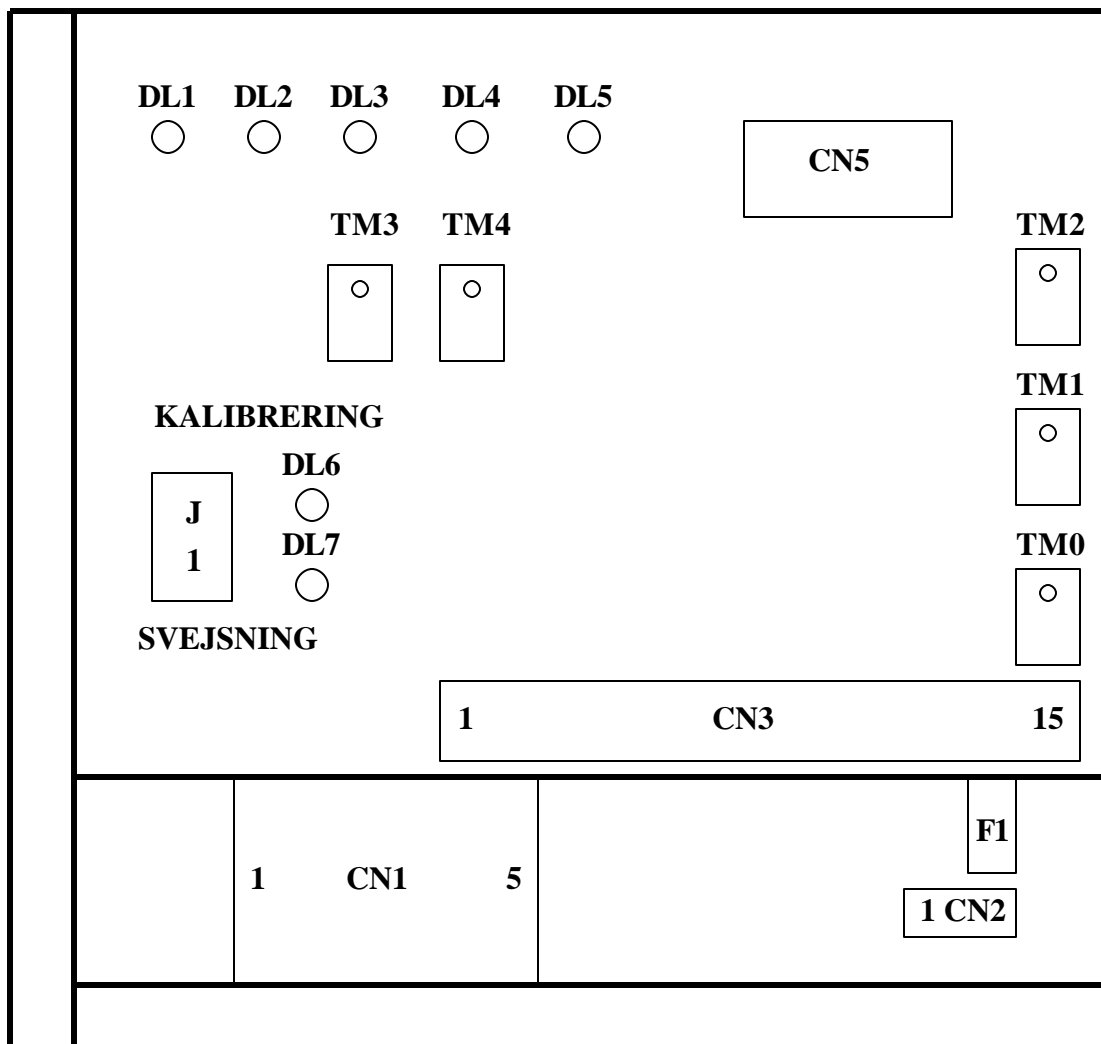 DL1 DL2 DL3 DL4 DL5
CN5
TM3 TM4 TM2
TM1
KALIBRERING
DL6
J
1
DL7
TM0
SVEJSNING
1 CN3 15
F1
1 CN1 5
1 CN2